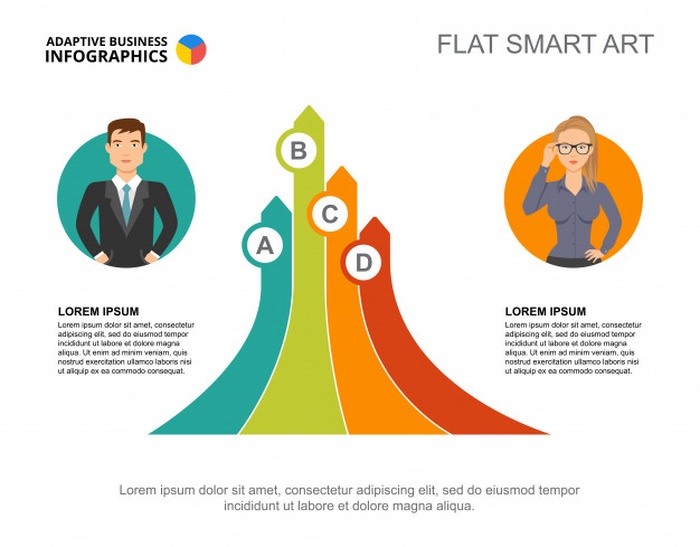 ADAPTIVE BUSINESS
INFOGRAPHICS
FLAT SMART ART
B
C
A
D
LOREM IPSUM
Lorem ipsum dolor sit amet, consectetur
adipiscing elit, sed do eiusmod tempor
incididunt ut labore et dolore magna
aliqua. Ut enim ad minim veniam, quis
nostrud exercitation ullamco laboris nisi
ut aliquip ex ea commodo consequat.
LOREM IPSUM
Lorem ipsum dolor sit amet, consectetur
adipiscing elit, sed do eiusmod tempor
incididunt ut labore et dolore magna
aliqua. Ut enim ad minim veniam, quis
nostrud exercitation ullamco laboris nisi
ut aliquip ex ea commodo consequat.
Lorem ipsum dolor sit amet, consectetur adipiscing elit, sed do eiusmod tempor
incididunt ut labore et dolore magna aliqua.